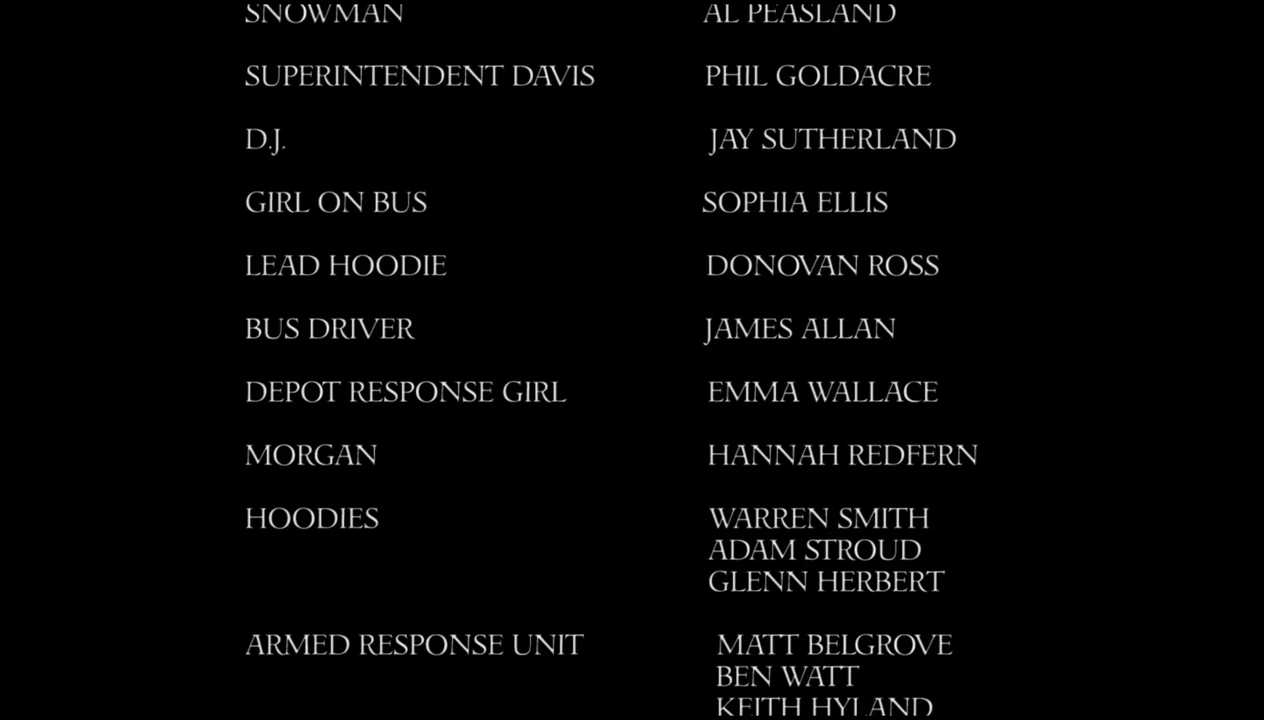 SNOWMAN AL PEASLAND
SUPERINTENDENT DAVIS PHIL GOLDACRE
D.J. JAY SUTHERLAND
GIRL ON BUS SOPHIA ELLIS
LEAD HOODIE DONOVAN ROSS
BUS DRIVER JAMES ALLAN
DEPOT RESPONSE GIRL EMMA WALLACE
MORGAN HANNAH REDFERN
HOODIES WARREN SMITH
ADAM STROUD
GLENN HERBERT
ARMED RESPONSE UNIT MATT BELGROVE
BEN WATT
KEITH HYLAND